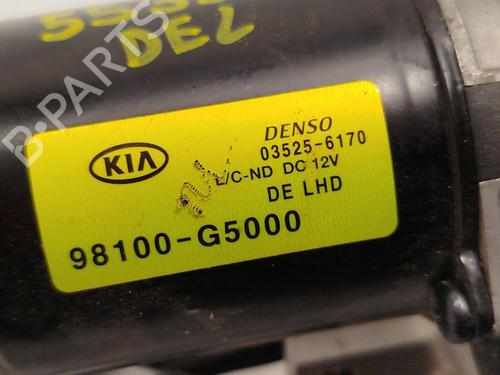 DEL
KIA
DENSO
03525-6170
E/C-ND DC 12V
DE LHD
98100-G5000
B-PARTS